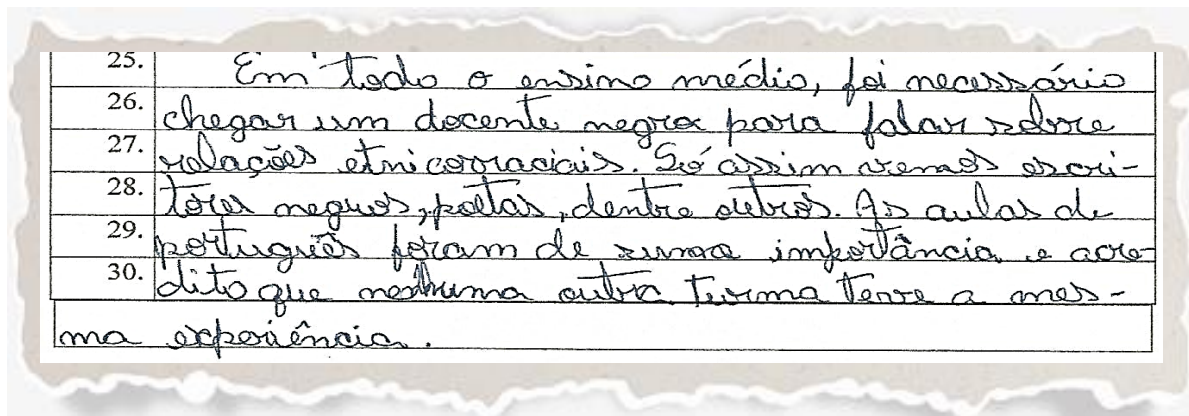 25. Em todo o ensino médio, foi necessário
26. chegar um docente negro para falar sobre
27. relações etnicorraciais. Só assim vemos escri-
28. tores negros, poetas, dentre outros. As aulas de
29. português foram de suma importância e acre-
30. dito que nenhuma outra turma teve a mes-
ma experiência.